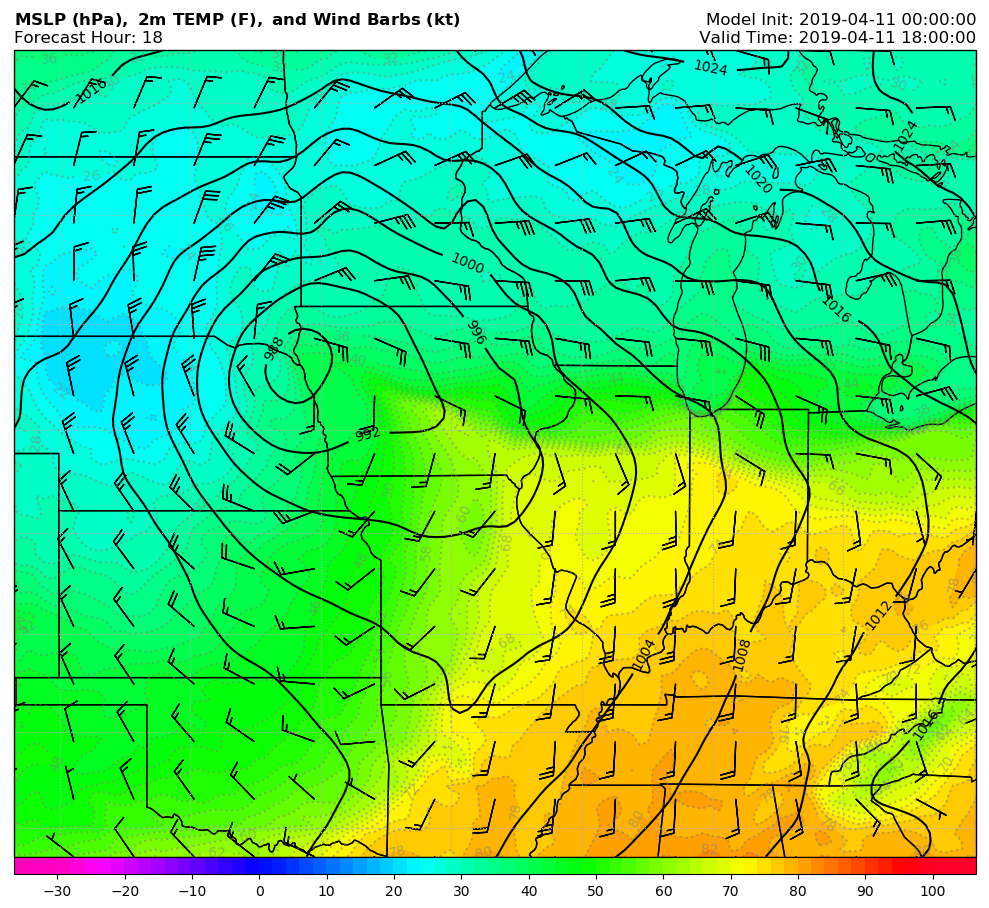 MSLP (hPa), 2m TEMP (F), and Wind Barbs (kt)
Model Init: 2019-04-11 00:00:00
Forecast Hour: 18
Valid Time: 2019-04-11 18:00:00
1016
1024
1024
1020
1000
1016
996
988
992
1012
1004
1008
1016
−30 −20 −10 0 10 20 30 40 50 60 70 80 90 100